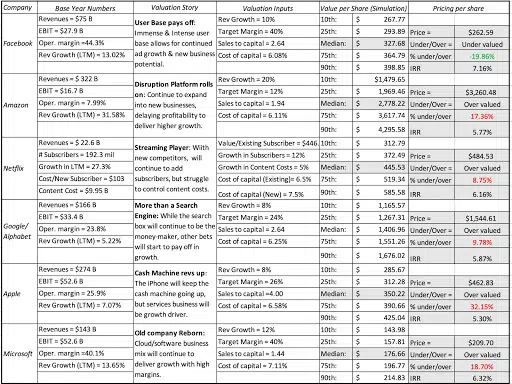 Company Base Year Numbers Valuation Story Valuation Inputs Value per Share (Simulation) Pricing per share
Facebook
Revenues = $75 B
EBIT = $27.9 B
Oper. margin =44.3%
Rev Growth (LTM) = 13.02%
User Base pays off:
Immense & Intense user
base allows for continued
ad growth & new business
potential.
Rev Growth = 10%
Target Margin = 40%
Sales to capital = 2.64
Cost of capital = 6.08%
10th: $ 267.77
25th: $ 293.89
Median: $ 327.68
75th: $ 364.79
90th: $ 398.85
Price = $262.59
Under/Over = Under valued
% under/over -19.86%
IRR 7.16%
Amazon
Revenues = $ 322 B
EBIT = $16.7 B
Oper. margin = 7.99%
Rev Growth (LTM) = 31.58%
Disruption Platform rolls
on: Continue to expand
into new businesses,
delaying profitability to
deliver higher growth.
Rev Growth = 20%
Target Margin = 12%
Sales to capital = 1.94
Cost of capital = 6.11%
10th: $1,479.65
25th: $ 1,969.46
Median: $ 2,778.22
75th: $ 3,617.74
90th: $ 4,295.58
Price = $3,260.48
Under/Over = Over valued
% under/over 17.36%
IRR 5.77%
Netflix
Revenues = $ 22.6 B
# Subscribers = 192.3 mil
Growth in LTM = 27.3%
Cost/New Subscriber = $103
Content Cost = $9.95 B
Streaming Player: With
new competitors, will
continue to add
subscribers, but struggle
to control content costs.
Value/Existing Subscriber = $446.
Growth in Subscribers = 12%
Growth in Content Costs = 5%
Cost of capital (Existing)= 6.5%
Cost of capital (New) = 7.5%
10th: $ 312.79
25th: $ 372.49
Median: $ 445.53
75th: $ 519.34
90th: $ 585.58
Price = $484.53
Under/Over = Over valued
% under/over 8.75%
IRR 6.16%
Google/
Alphabet
Revenues = $166 B
EBIT = $33.4 B
Oper. margin = 23.8%
Rev Growth (LTM) = 5.22%
More than a Search
Engine: While the search
box will continue to be the
money-maker, other bets
will start to pay off in
growth.
Rev Growth = 8%
Target Margin = 24%
Sales to capital = 2.64
Cost of capital = 6.25%
10th: $ 1,165.57
25th: $ 1,267.31
Median: $ 1,406.96
75th: $ 1,551.26
90th: $ 1,676.02
Price = $1,544.61
Under/Over = Over valued
% under/over 9.78%
IRR 5.87%
Apple
Revenues = $274 B
EBIT = $52.6 B
Oper. margin = 25.9%
Rev Growth (LTM) = 7.07%
Cash Machine revs up:
The iPhone will keep the
cash machine going up,
but services business will
be growth driver.
Rev Growth = 8%
Target Margin = 26%
Sales to capital =4.00
Cost of capital = 6.58%
10th: $ 285.67
25th: $ 312.28
Median: $ 350.22
75th: $ 390.66
90th: $ 425.04
Price = $462.83
Under/Over = Over valued
% under/over 32.15%
IRR 5.30%
Microsoft
Revenues = $143 B
EBIT = $52.6 B
Oper. margin =40.1%
Rev Growth (LTM) = 13.65%
Old company Reborn:
Cloud/software business
mix will continue to
deliver growth with high
margins.
Rev Growth = 12%
Target Margin = 40%
Sales to capital = 1.44
Cost of capital = 7.11%
10th: $ 143.98
25th: $ 157.81
Median: $ 176.66
75th: $ 196.77
90th: $ 214.83
Price = $209.70
Under/Over = Over valued
% under/over 18.70%
IRR 6.32%